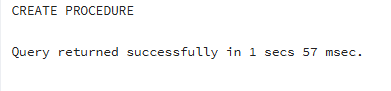 CREATE PROCEDURE
Query returned successfully in 1 secs 57 msec.